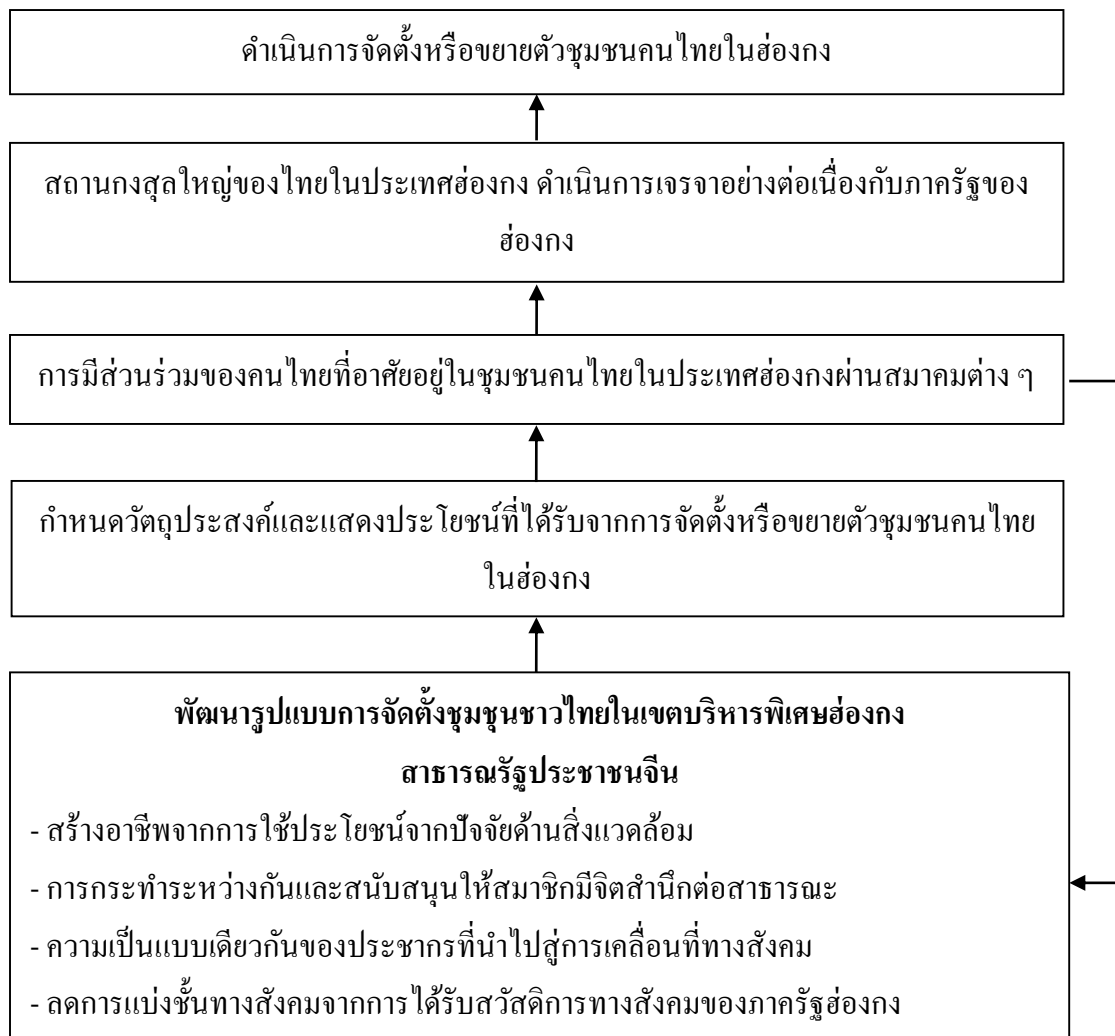 ดำเนินการจัดตั้งหรือขยายตัวชุมชนคนไทยในฮ่องกง
สถานกงสุลใหญ่ของไทยในประเทศฮ่องกง ดำเนินการเจรจาอย่างต่อเนื่องกับภาครัฐของ
ฮ่องกง
การมีส่วนร่วมของคนไทยที่อาศัยอยู่ในชุมชนคนไทยในประเทศฮ่องกงผ่านสมาคมต่าง ๆ
กำหนดวัตถุประสงค์และแสดงประโยชน์ที่ได้รับจากการจัดตั้งหรือขยายตัวชุมชนคนไทย
ในฮ่องกง
พัฒนารูปแบบการจัดตั้งชุมชุนชาวไทยในเขตบริหารพิเศษฮ่องกง
สาธารณรัฐประชาชนจีน
- สร้างอาชีพจากการใช้ประโยชน์จากปัจจัยด้านสิ่งแวดล้อม
- การกระทำระหว่างกันและสนับสนุนให้สมาชิกมีจิตสำนึกต่อสาธารณะ
- ความเป็นแบบเดียวกันของประชากรที่นำไปสู่การเคลื่อนที่ทางสังคม
- ลดการแบ่งชั้นทางสังคมจากการได้รับสวัสดิการทางสังคมของภาครัฐฮ่องกง